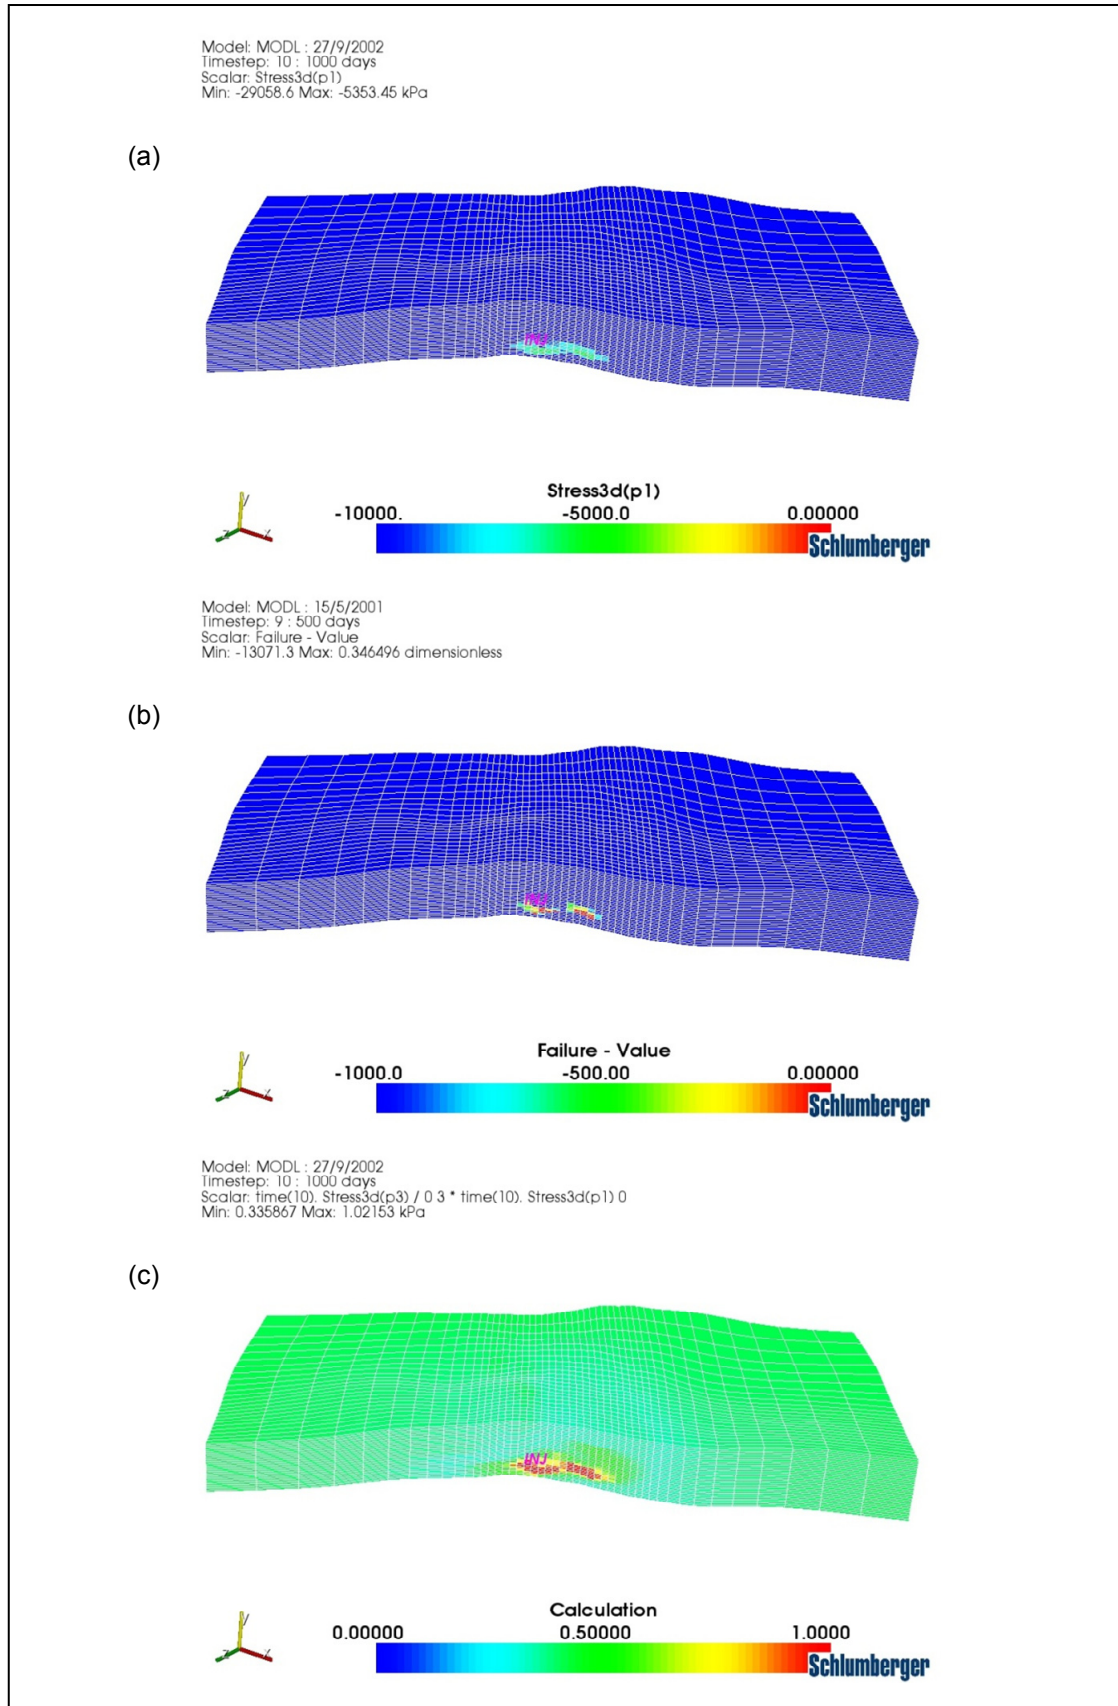 Model: MODL : 27/9/2002
Timestep: 10 : 1000 days
Scalar: Stress3d(p1)
Min: -29058.6 Max: -5353.45 kPa
(a)
INJ
Stress3d(p1)
-10000. -5000.0 0.00000
Schlumberger
Model: MODL : 15/5/2001
Timestep: 9 : 500 days
Scalar: Failure - Value
Min: -13071.3 Max: 0.346496 dimensionless
(b)
INJ
Failure - Value
-1000.0 -500.00 0.00000
Schlumberger
Model: MODL : 27/9/2002
Timestep: 10 : 1000 days
Scalar: time(10). Stress3d(p3) / 0 3 * time(10). Stress3d(p1) 0
Min: 0.335867 Max: 1.02153 kPa
(c)
INJ
Calculation
0.00000 0.50000 1.0000
Schlumberger